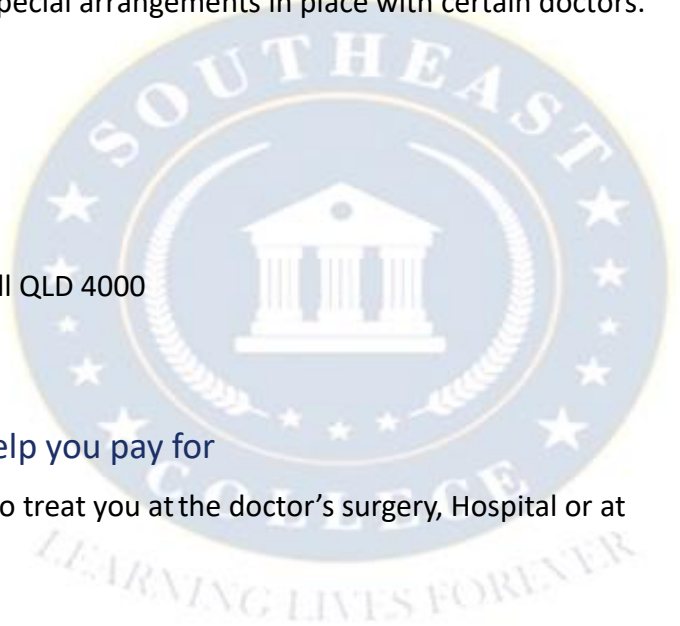 pecial arrangements in place with certain doctors.
SOUTHEAST
ll QLD 4000
elp you pay for
o treat you at the doctor's surgery, Hospital or at
COLLEGE
LEARNING LIVES FOREVER